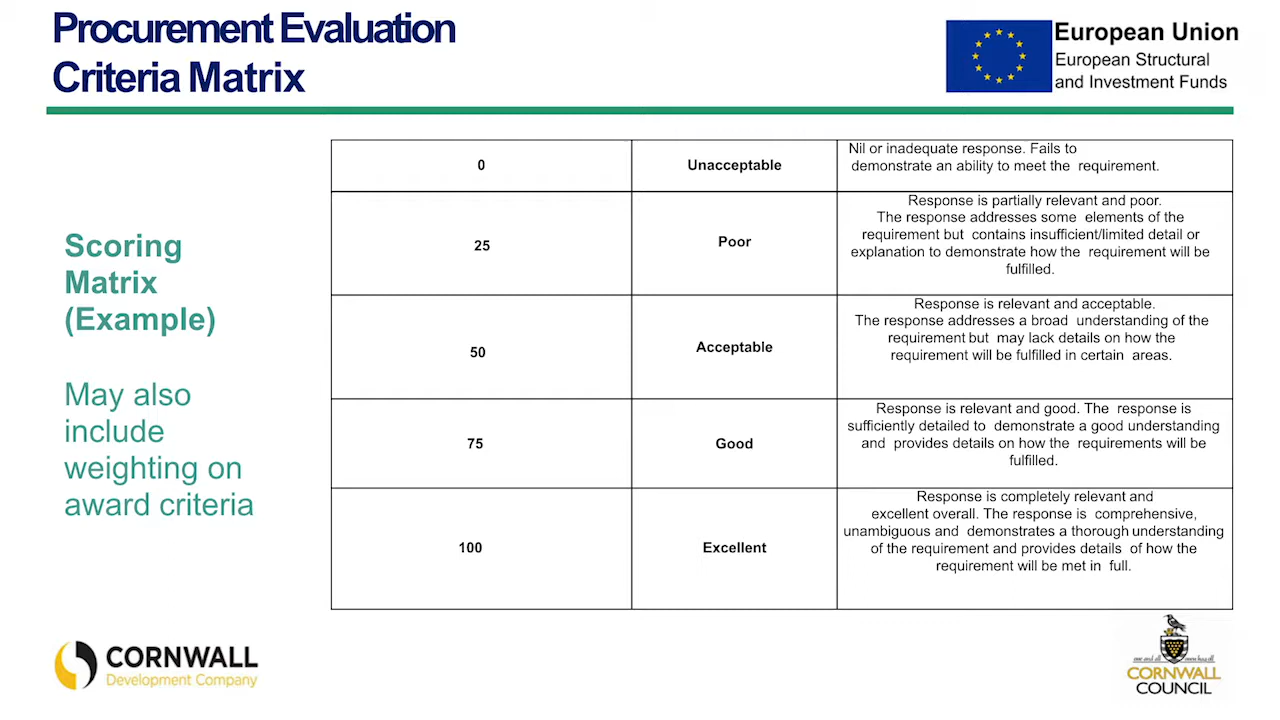 Procurement Evaluation
Criteria Matrix
European Union
European Structural
and Investment Funds
Scoring
Matrix
(Example)
May also
include
weighting on
award criteria
0
Unacceptable
Nil or inadequate response. Fails to
demonstrate an ability to meet the requirement.
25
Poor
Response is partially relevant and poor.
The response addresses some elements of the
requirement but contains insufficient/limited detail or
explanation to demonstrate how the requirement will be
fulfilled.
50
Acceptable
Response is relevant and acceptable.
The response addresses a broad understanding of the
requirement but may lack details on how the
requirement will be fulfilled in certain areas.
75
Good
Response is relevant and good. The response is
sufficiently detailed to demonstrate a good understanding
and provides details on how the requirements will be
fulfilled.
100
Excellent
Response is completely relevant and
excellent overall. The response is comprehensive,
unambiguous and demonstrates a thorough understanding
of the requirement and provides details of how the
requirement will be met in full.
CORNWALL
Development Company
one and all
CORNWALL
COUNCIL